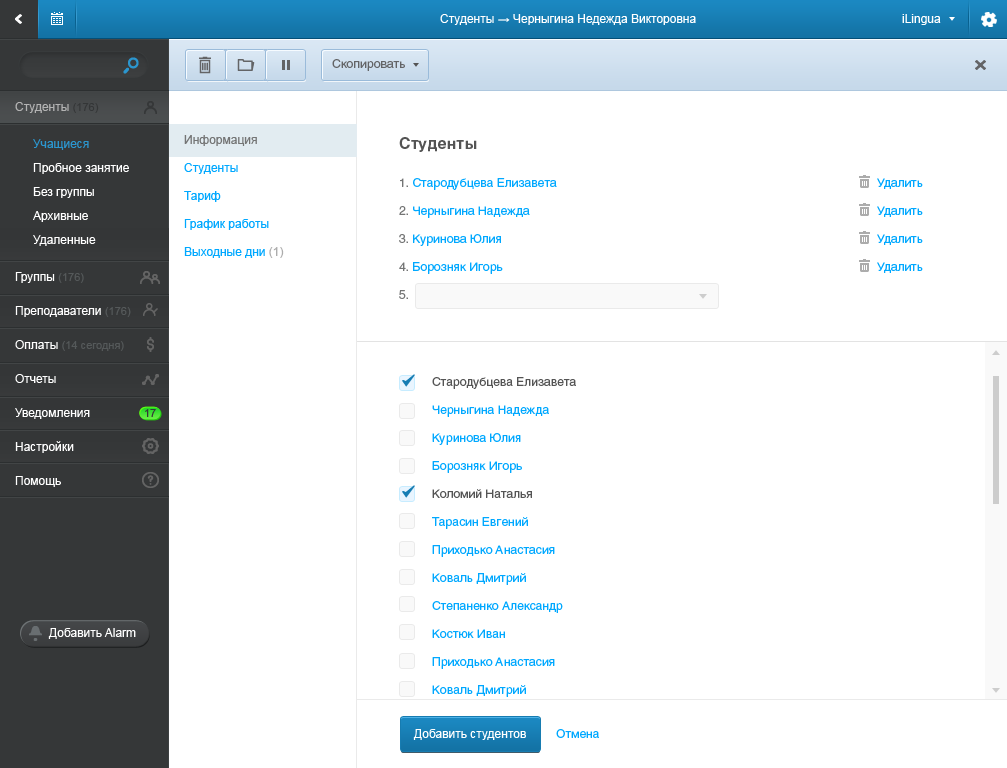 Студенты → Черныгина Надежда Викторовна
iLingua
Скопировать
Студенты (176)
Учащиеся
Пробное занятие
Без группы
Архивные
Удаленные
Группы (176)
Преподаватели (176)
Оплаты (14 сегодня)
Отчеты
Уведомления 17
Настройки
Помощь
Добавить Alarm
Информация
Студенты
Тариф
График работы
Выходные дни (1)
Студенты
1. Стародубцева Елизавета Удалить
2. Черныгина Надежда Удалить
3. Куринова Юлия Удалить
4. Борозняк Игорь Удалить
5.
Стародубцева Елизавета
Черныгина Надежда
Куринова Юлия
Борозняк Игорь
Коломий Наталья
Тарасин Евгений
Приходько Анастасия
Коваль Дмитрий
Степаненко Александр
Костюк Иван
Приходько Анастасия
Коваль Дмитрий
Добавить студентов Отмена